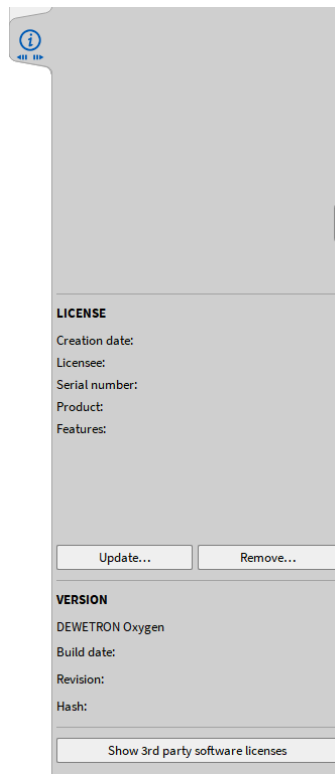 LICENSE
Creation date:
Licensee:
Serial number:
Product:
Features:
Update...
Remove...
VERSION
DEWETRON Oxygen
Build date:
Revision:
Hash:
Show 3rd party software licenses